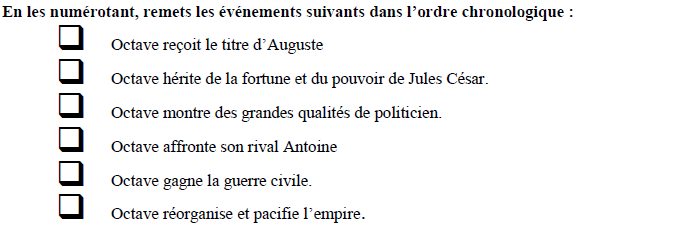 En les numérotant, remets les événements suivants dans l’ordre chronologique :
Octave reçoit le titre d’Auguste
Octave hérite de la fortune et du pouvoir de Jules César.
Octave montre des grandes qualités de politicien.
Octave affronte son rival Antoine
Octave gagne la guerre civile.
Octave réorganise et pacifie l’empire.